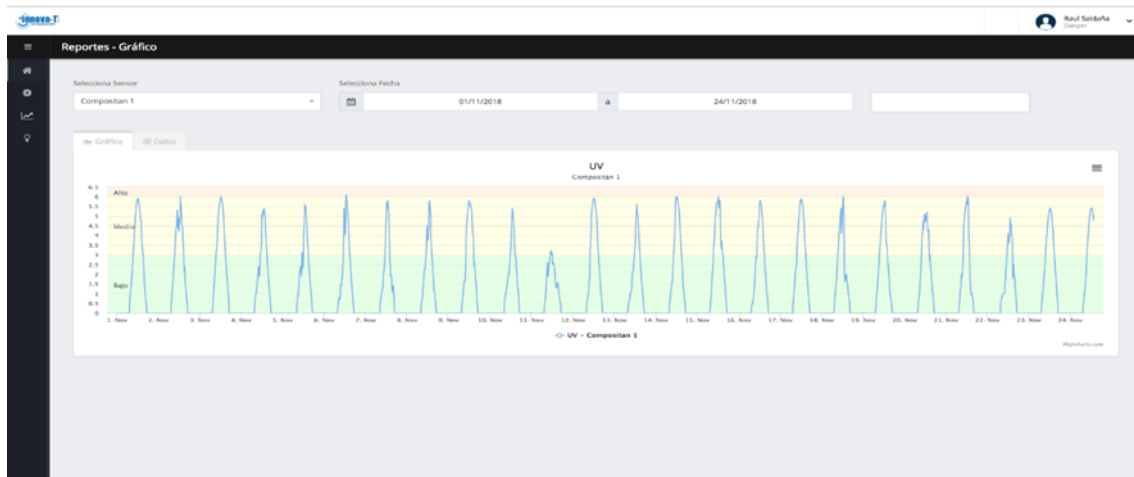 innova-T
Raul Saldaña
Danper
Reportes - Gráfico
Selecciona Sensor
Selecciona Fecha
Compositan 1
01/11/2018
a
24/11/2018
Gráfico
Datos
UV
Compositan 1
6.5
6
5.5
5
4.5
4
3.5
3
2.5
2
1.5
1
0.5
0
Alto
Medio
Bajo
1. Nov 2. Nov 3. Nov 4. Nov 5. Nov 6. Nov 7. Nov 8. Nov 9. Nov 10. Nov 11. Nov 12. Nov 13. Nov 14. Nov 15. Nov 16. Nov 17. Nov 18. Nov 19. Nov 20. Nov 21. Nov 22. Nov 23. Nov 24. Nov
UV - Compositan 1
Highcharts.com